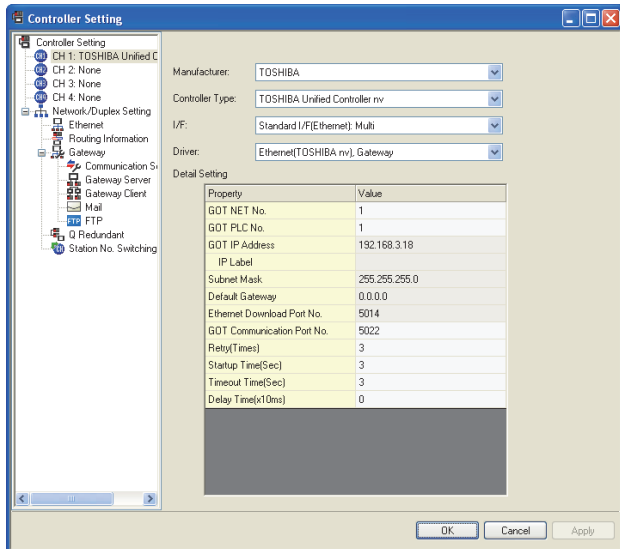 Controller Setting
Controller Setting
CH 1: TOSHIBA Unified C
CH 2: None
CH 3: None
CH 4: None
Network/Duplex Setting
Ethernet
Routing Information
Gateway
Communication S
Gateway Server
Gateway Client
Mail
FTP FTP
Q Redundant
Station No. Switching
Manufacturer: TOSHIBA
Controller Type: TOSHIBA Unified Controller nv
I/F: Standard I/F(Ethernet): Multi
Driver: Ethernet(TOSHIBA nv), Gateway
Detail Setting
Property Value
GOT NET No. 1
GOT PLC No. 1
GOT IP Address 192.168.3.18
IP Label
Subnet Mask 255.255.255.0
Default Gateway 0.0.0.0
Ethernet Download Port No. 5014
GOT Communication Port No. 5022
Retry(Times) 3
Startup Time(Sec) 3
Timeout Time(Sec) 3
Delay Time(x10ms) 0
OK Cancel Apply